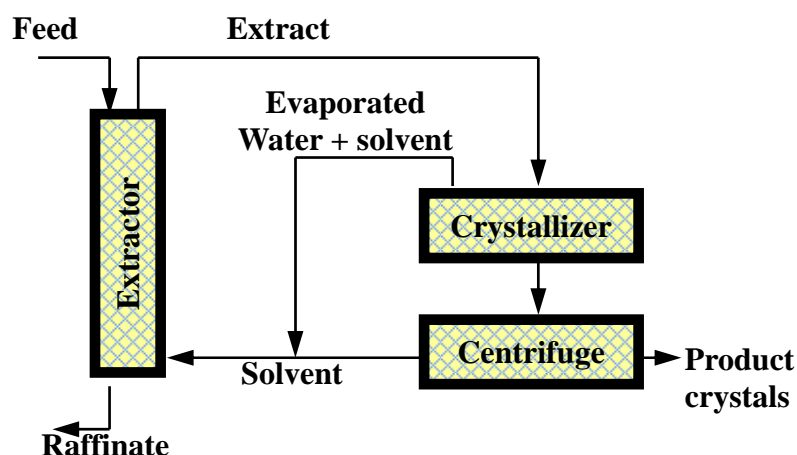 Feed
Extract
Evaporated
Water + solvent
Extractor
Crystallizer
Centrifuge
Solvent
Product
crystals
Raffinate